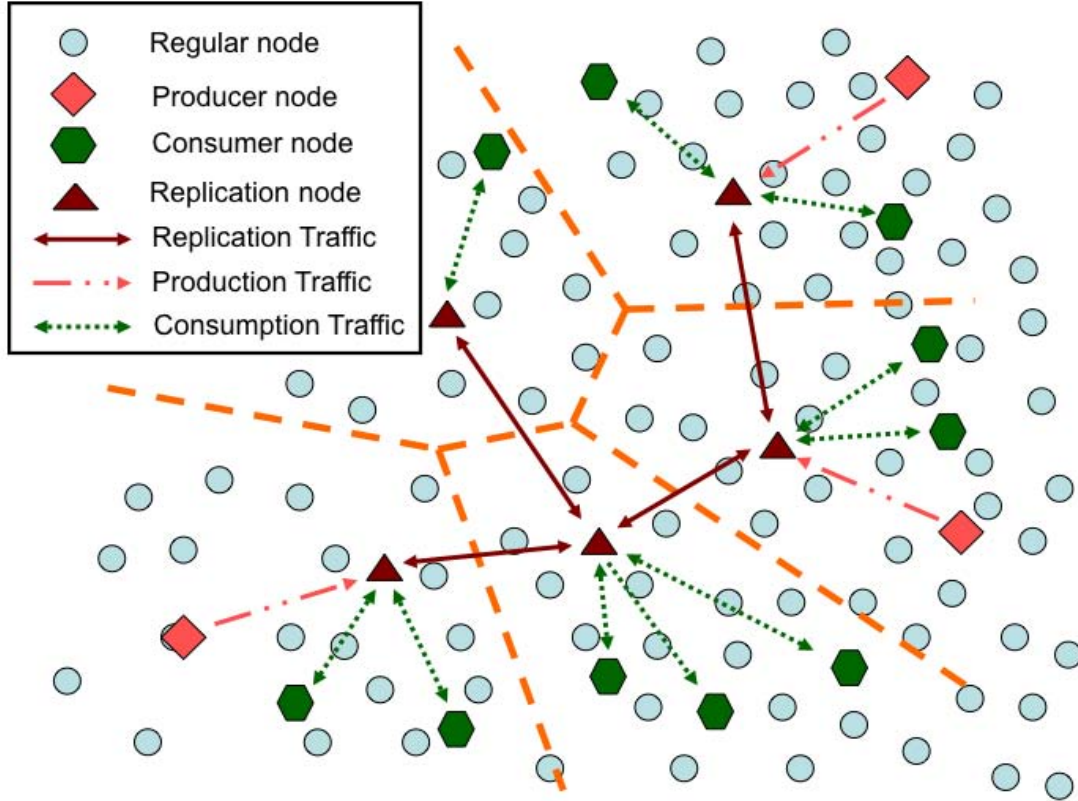 Regular node
Producer node
Consumer node
Replication node
Replication Traffic
Production Traffic
Consumption Traffic